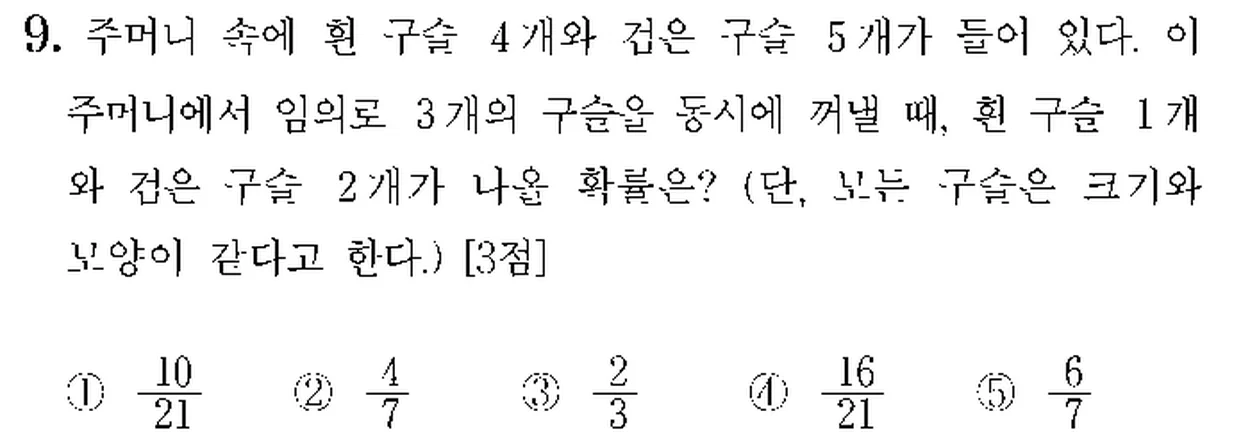 9. 주머니 속에 흰 구슬 4개와 검은 구슬 5개가 들어 있다. 이
주머니에서 임의로 3개의 구슬을 동시에 꺼낼 때, 흰 구슬 1개
와 검은 구슬 2개가 나올 확률은? (단, 모든 구슬은 크기와
모양이 같다고 한다.) [3점]
① 10/21 ② 4/7 ③ 2/3 ④ 16/21 ⑤ 6/7